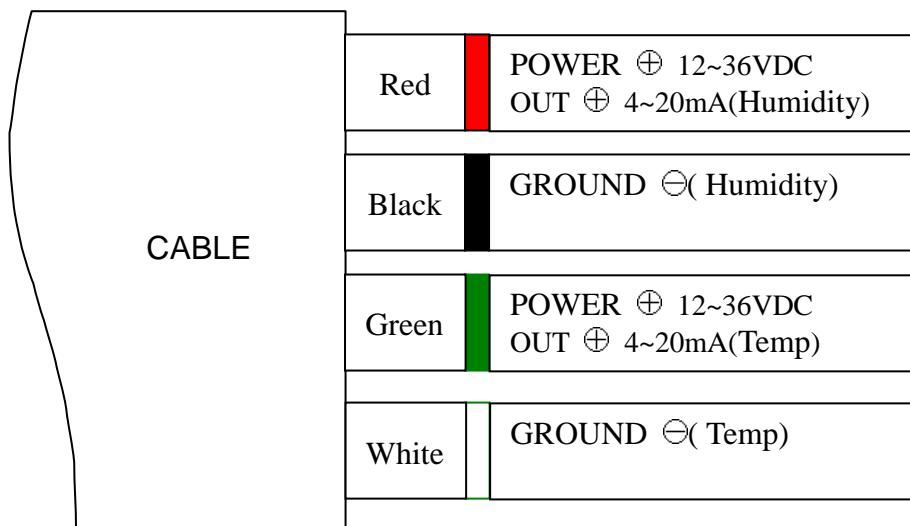 CABLE
Red
POWER ⊕ 12~36VDC
OUT ⊕ 4~20mA(Humidity)
Black
GROUND ⊖( Humidity)
Green
POWER ⊕ 12~36VDC
OUT ⊕ 4~20mA(Temp)
White
GROUND ⊖( Temp)